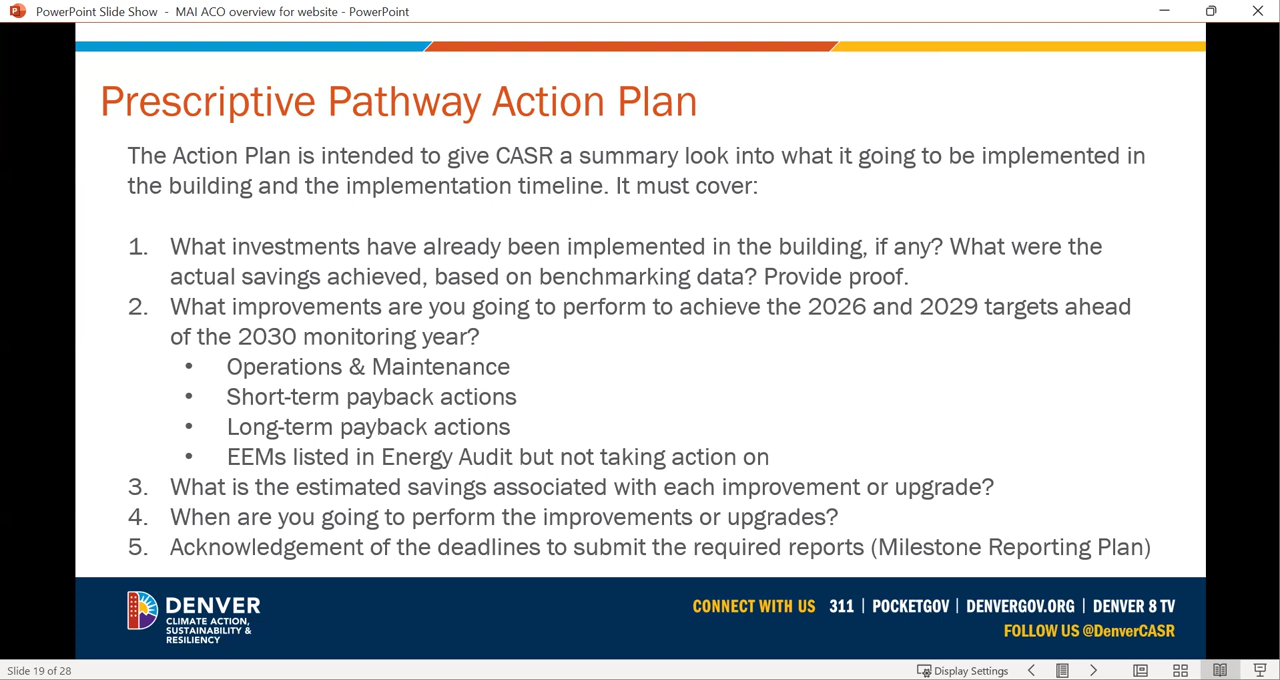 PowerPoint Slide Show - MAI ACO overview for website - PowerPoint
Prescriptive Pathway Action Plan
The Action Plan is intended to give CASR a summary look into what it going to be implemented in
the building and the implementation timeline. It must cover:
1. What investments have already been implemented in the building, if any? What were the
actual savings achieved, based on benchmarking data? Provide proof.
2. What improvements are you going to perform to achieve the 2026 and 2029 targets ahead
of the 2030 monitoring year?
• Operations & Maintenance
• Short-term payback actions
• Long-term payback actions
• EEMs listed in Energy Audit but not taking action on
3. What is the estimated savings associated with each improvement or upgrade?
4. When are you going to perform the improvements or upgrades?
5. Acknowledgement of the deadlines to submit the required reports (Milestone Reporting Plan)
DENVER
CLIMATE ACTION,
SUSTAINABILITY &
RESILIENCY
CONNECT WITH US 311 | POCKETGOV | DENVERGOV.ORG | DENVER 8 TV
FOLLOW US @DenverCASR
Slide 19 of 28
Display Settings